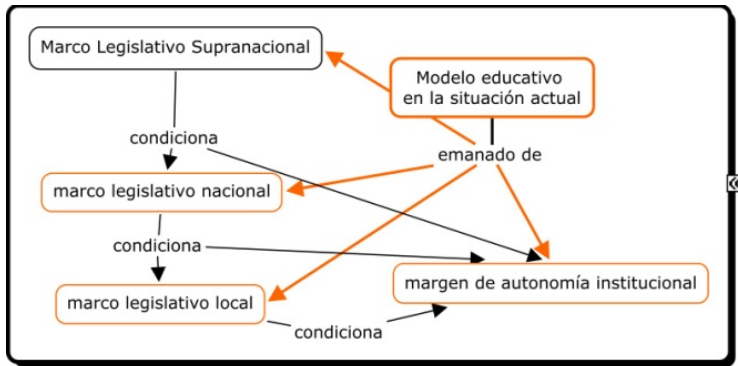 Marco Legislativo Supranacional
Modelo educativo
en la situación actual
condiciona
emanado de
marco legislativo nacional
condiciona
margen de autonomía institucional
marco legislativo local
condiciona